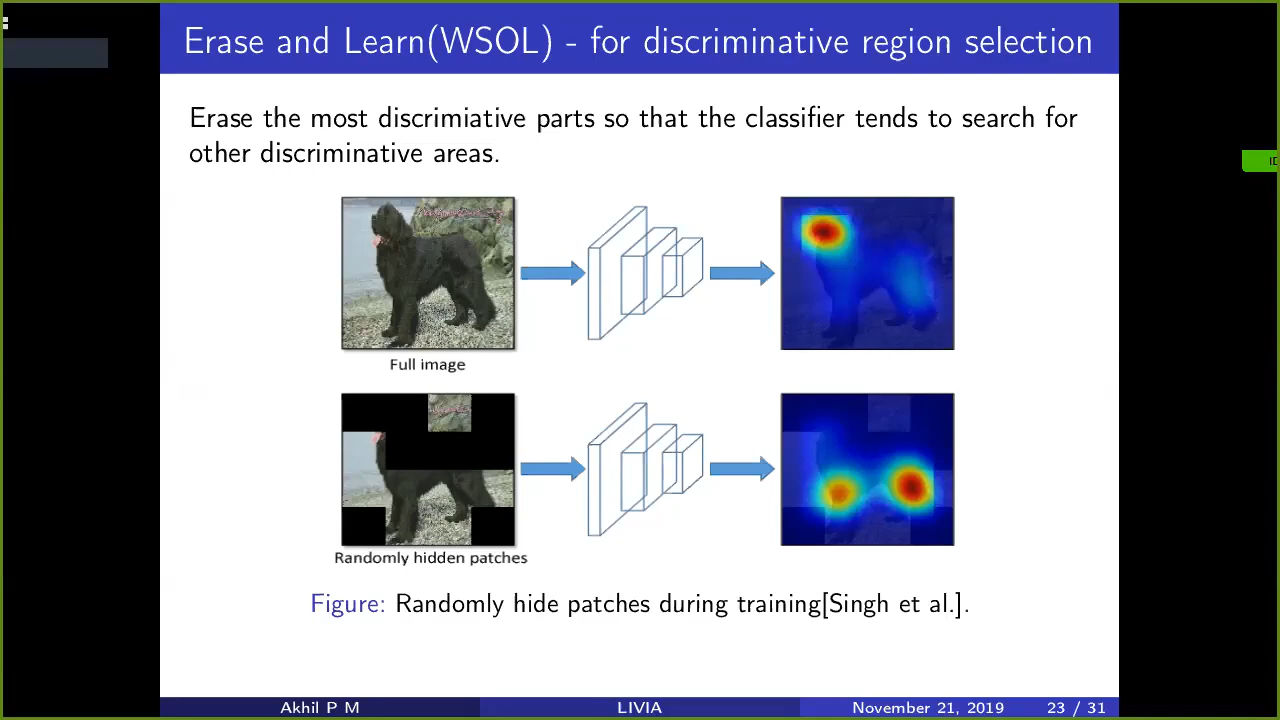 Erase and Learn(WSOL) - for discriminative region selection
Erase the most discrimiative parts so that the classifier tends to search for
other discriminative areas.
Full image
Randomly hidden patches
Figure: Randomly hide patches during training[Singh et al.].
Akhil P M LIVIA November 21, 2019 23 / 31